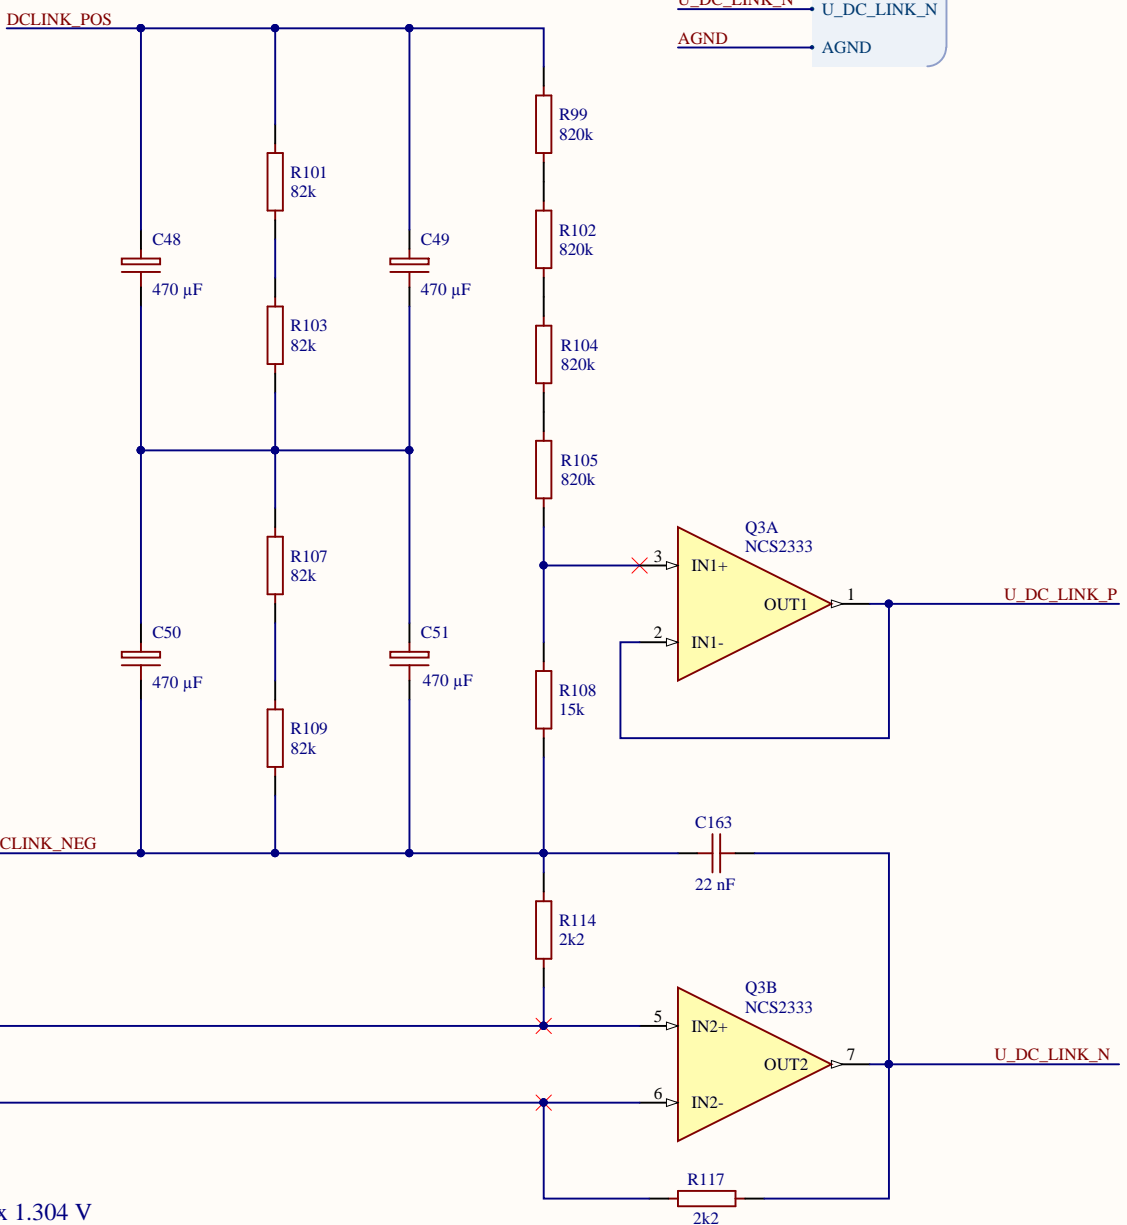 U_DC_LINK_N
U_DC_LINK_N
AGND
AGND
DCLINK_POS
R99
820k
R101
82k
R102
820k
C48
470 µF
C49
470 µF
R103
82k
R104
820k
R105
820k
Q3A
NCS2333
3
IN1+
OUT1
1
U_DC_LINK_P
2
IN1-
R107
82k
C50
470 µF
C51
470 µF
R108
15k
R109
82k
CLINK_NEG
C163
22 nF
R114
2k2
Q3B
NCS2333
5
IN2+
OUT2
7
U_DC_LINK_N
6
IN2-
R117
2k2
x 1.304 V